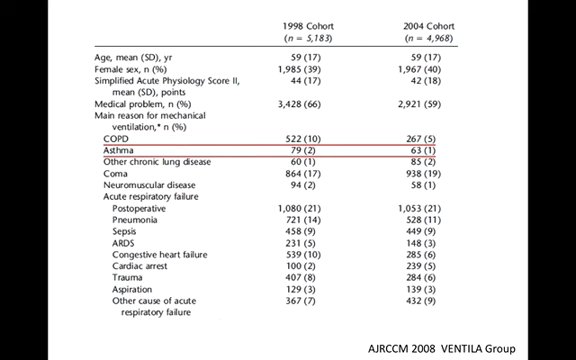 1998 Cohort 2004 Cohort
(n = 5,183) (n = 4,968)
Age, mean (SD), yr 59 (17) 59 (17)
Female sex, n (%) 1,985 (39) 1,967 (40)
Simplified Acute Physiology Score II, 44 (17) 42 (18)
mean (SD), points
Medical problem, n (%) 3,428 (66) 2,921 (59)
Main reason for mechanical
ventilation,* n (%)
COPD 522 (10) 267 (5)
Asthma 79 (2) 63 (1)
Other chronic lung disease 60 (1) 85 (2)
Coma 864 (17) 938 (19)
Neuromuscular disease 94 (2) 58 (1)
Acute respiratory failure
Postoperative 1,080 (21) 1,053 (21)
Pneumonia 721 (14) 528 (11)
Sepsis 458 (9) 449 (9)
ARDS 231 (5) 148 (3)
Congestive heart failure 539 (10) 285 (6)
Cardiac arrest 100 (2) 239 (5)
Trauma 407 (8) 284 (6)
Aspiration 129 (3) 139 (3)
Other cause of acute 367 (7) 432 (9)
respiratory failure
AJRCCM 2008 VENTILA Group